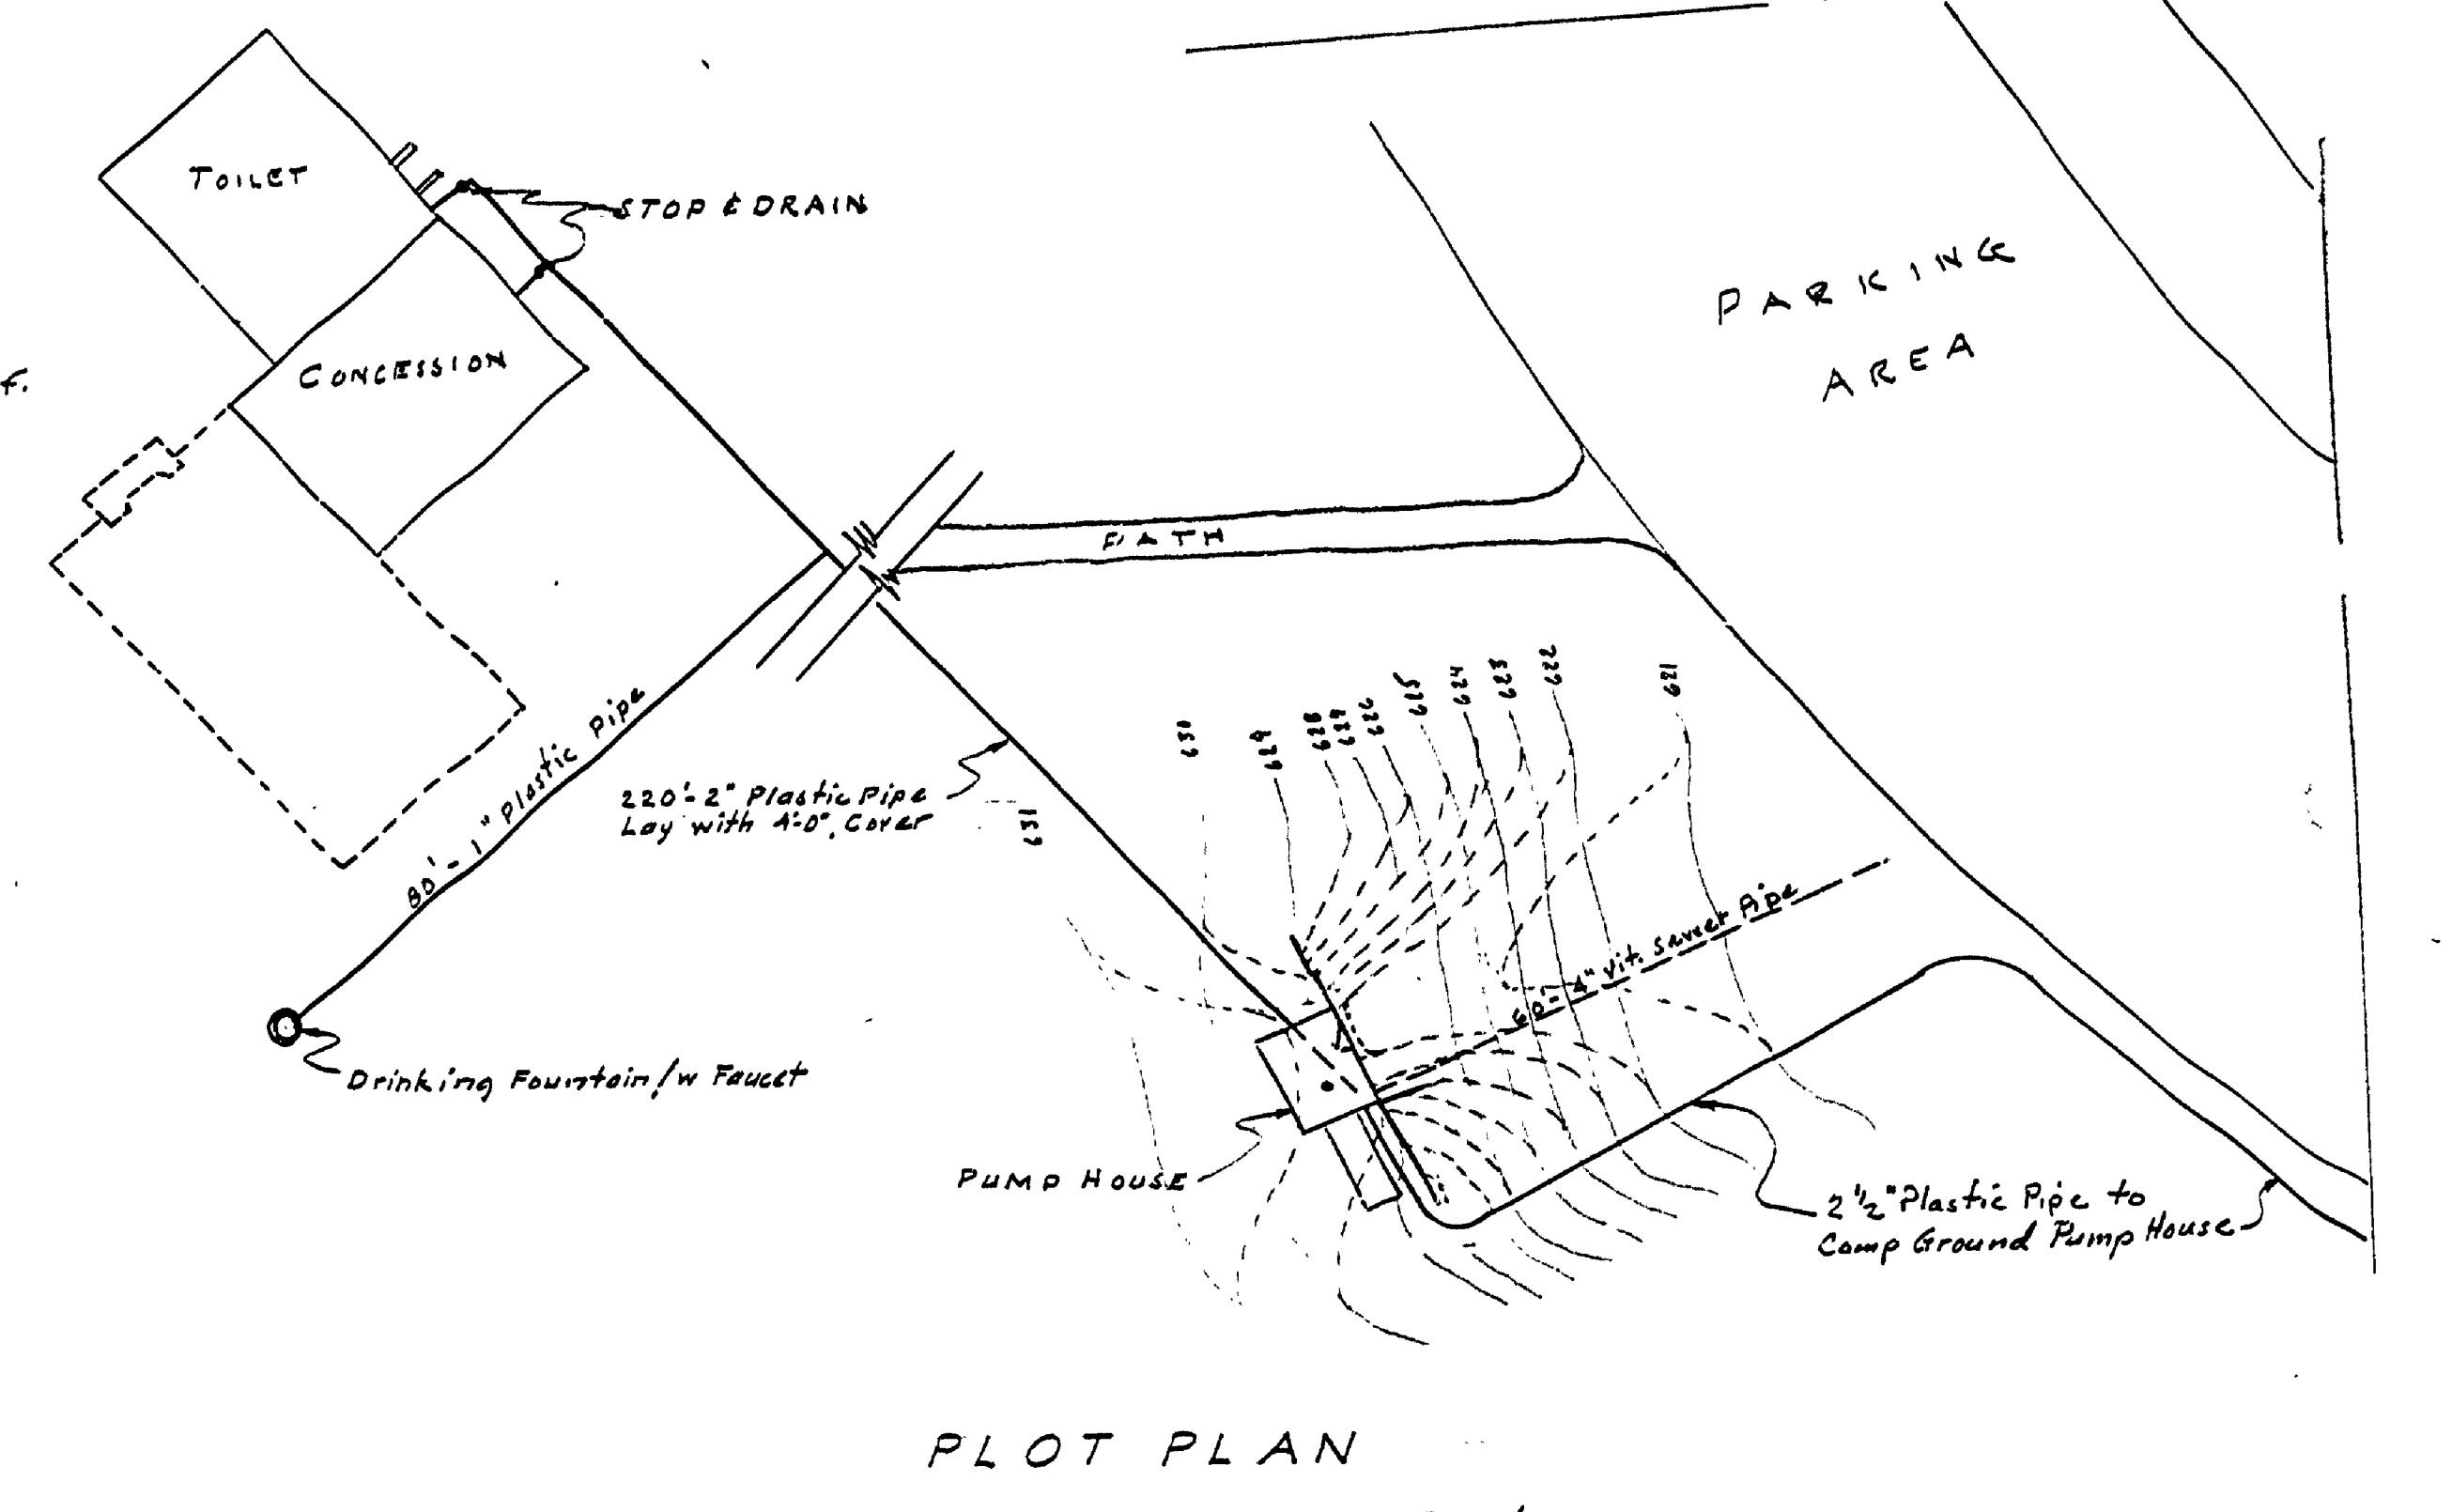 TOILET
STOP & DRAIN
PARKING
AREA
f.
CONCESSION
PATH
631
630
629
628
627
626
625
624
623
622
621
80'-1" Plastic Pipe
220'-2" Plastic Pipe
Lay with 4'-0", Cover
60'-4" Vit. Sewer Pipe
Drinking Fountain/w Faucet
PUMP HOUSE
2 1/2" Plastic Pipe to
Camp Ground Pump House
PLOT PLAN